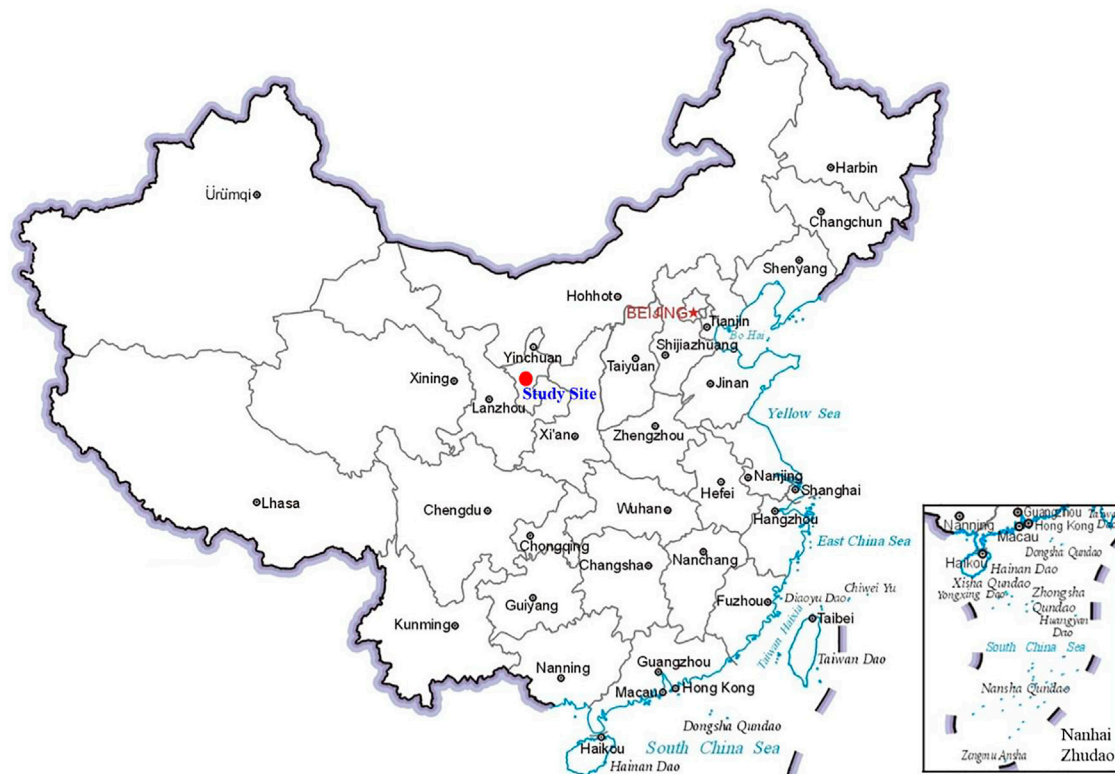 Harbin
Ürümqi
Changchun
Shenyang
Hohhot
BEIJING
Tianjin
Bo Hai
Yinchuan
Shijiazhuang
Taiyuan
Xining
Jinan
Study Site
Lanzhou
Yellow Sea
Xi'an
Zhengzhou
Nanjing
Hefei
Shanghai
Lhasa
Chengdu
Wuhan
Hangzhou
Chongqing
East China Sea
Nanchang
Changsha
Chiwei Yu
Diaoyu Dao
Guiyang
Fuzhou
Taibei
Kunming
Taiwan Haixia
Taiwan Dao
Guangzhou
Nanning
Hong Kong
Macau
Dongsha Qundao
Haikou
South China Sea
Hainan Dao
Guangzhou
Taiwan
Dao
Nanning
Hong Kong
Macau
Dongsha Qundao
Haikou
Hainan Dao
Xisha Qundao
Yongxing Dao
Zhongsha
Qundao
Huangyan
Dao
South China Sea
Nansha Qundao
Nanhai
Zhudao
Zengmu Ansha